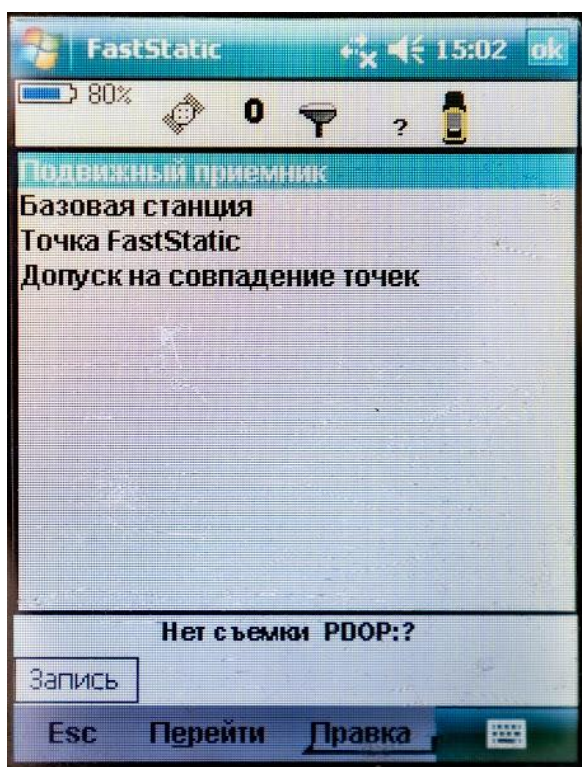 FastStatic 15:02 ok
80% 0 ?
Подвижный приемник
Базовая станция
Точка FastStatic
Допуск на совпадение точек
Нет съемки PDOP:?
Запись
Esc Перейти Правка